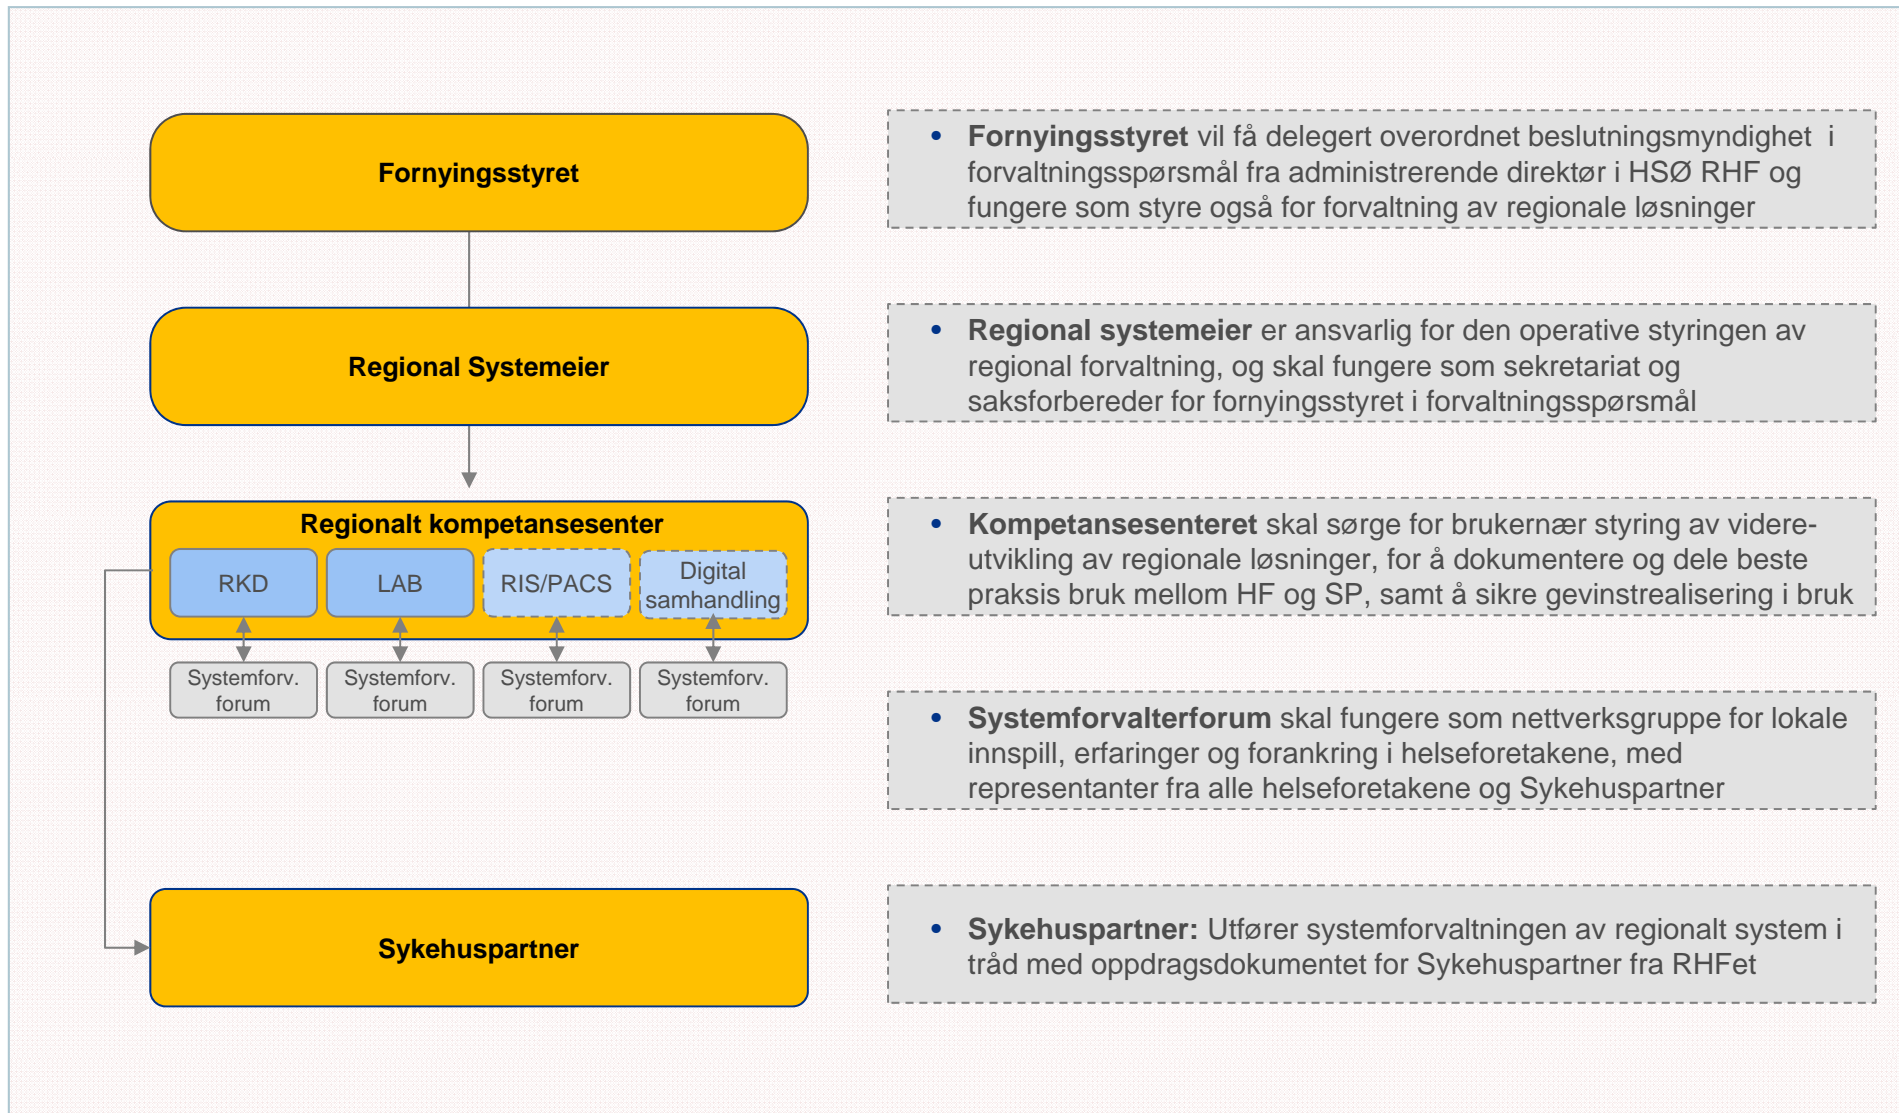 Fornyingsstyret
• Fornyingsstyret vil få delegert overordnet beslutningsmyndighet i
forvaltningsspørsmål fra administrerende direktør i HSØ RHF og
fungere som styre også for forvaltning av regionale løsninger
Regional Systemeier
• Regional systemeier er ansvarlig for den operative styringen av
regional forvaltning, og skal fungere som sekretariat og
saksforbereder for fornyingsstyret i forvaltningsspørsmål
Regionalt kompetansesenter
RKD
LAB
RIS/PACS
Digital
samhandling
• Kompetansesenteret skal sørge for brukernær styring av videre-
utvikling av regionale løsninger, for å dokumentere og dele beste
praksis bruk mellom HF og SP, samt å sikre gevinstrealisering i bruk
Systemforv.
forum
Systemforv.
forum
Systemforv.
forum
Systemforv.
forum
• Systemforvalterforum skal fungere som nettverksgruppe for lokale
innspill, erfaringer og forankring i helseforetakene, med
representanter fra alle helseforetakene og Sykehuspartner
Sykehuspartner
• Sykehuspartner: Utfører systemforvaltningen av regionalt system i
tråd med oppdragsdokumentet for Sykehuspartner fra RHFet